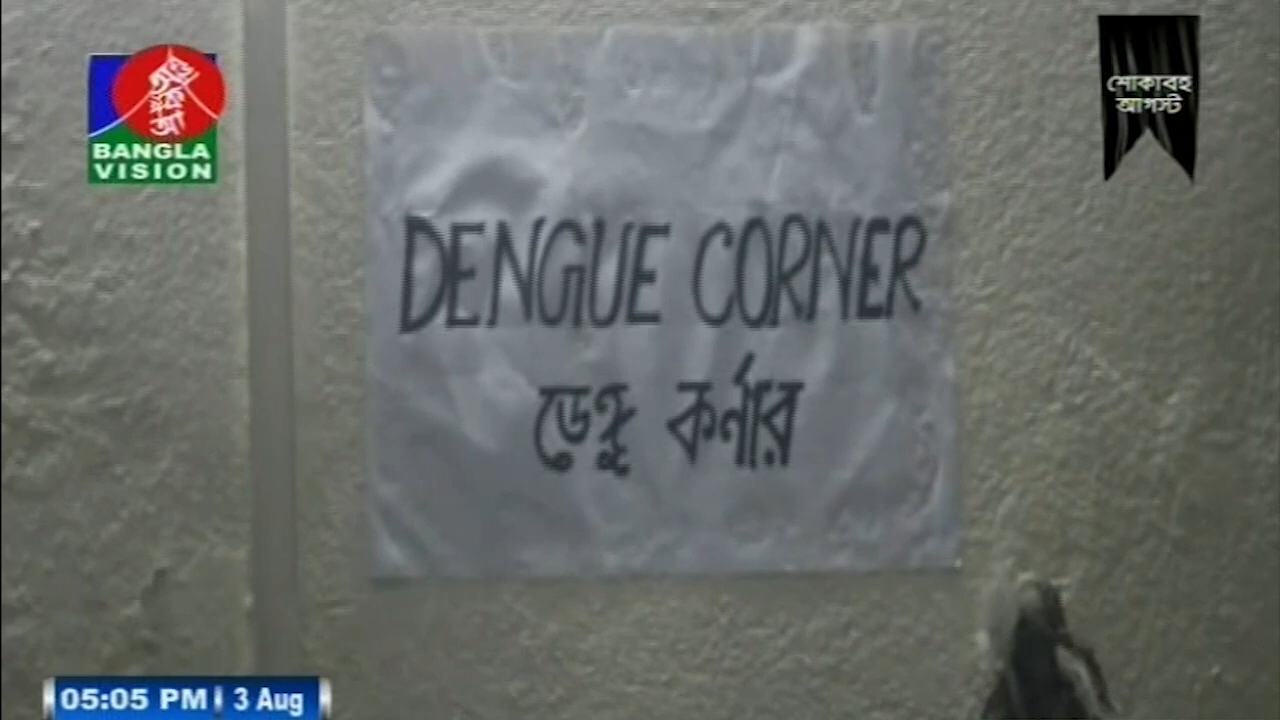 BANGLA
VISION
শোকাবহ
আগস্ট
DENGUE CORNER
ডেঙ্গু কর্ণার
05:05 PM 3 Aug